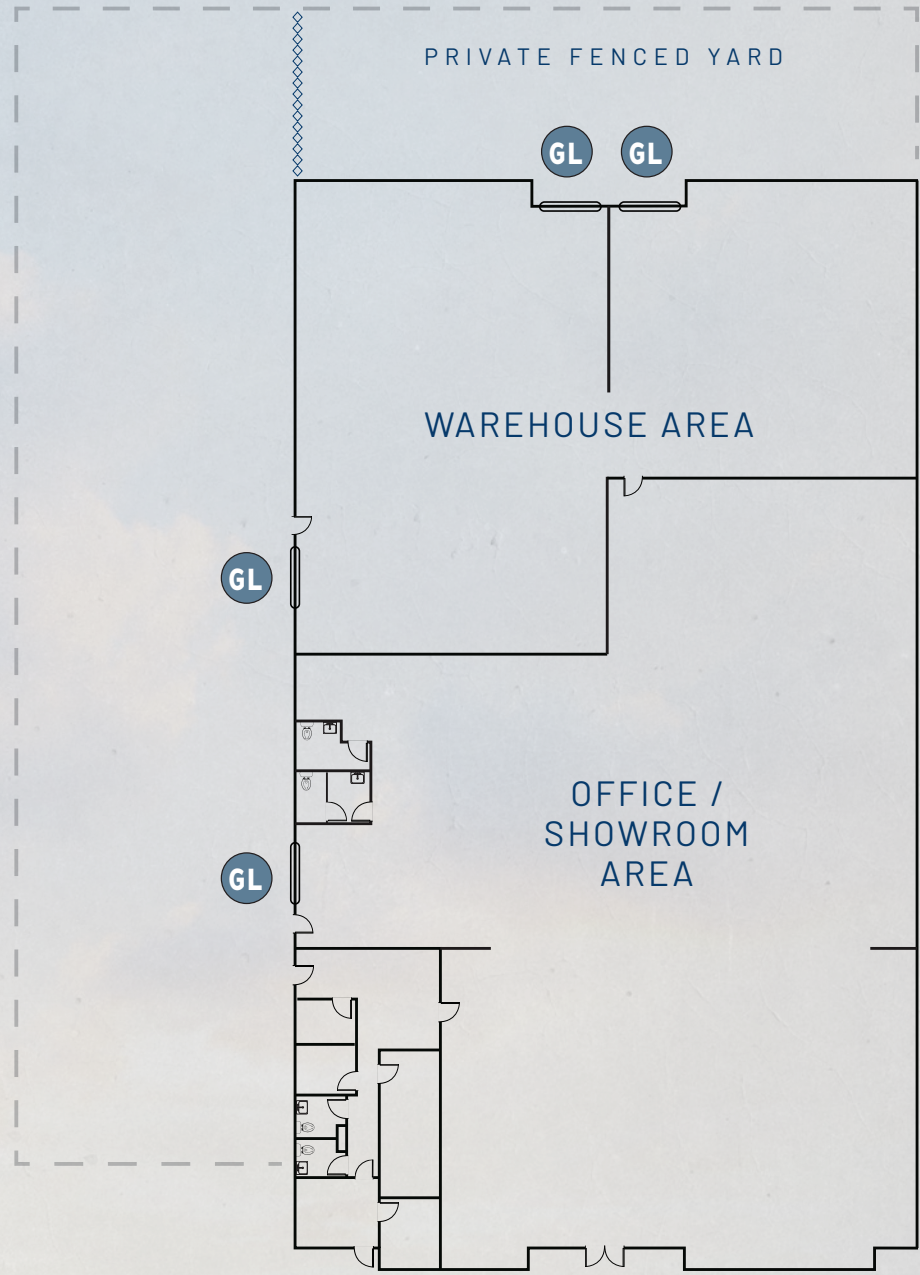 PRIVATE FENCED YARD
GL GL
WAREHOUSE AREA
GL
OFFICE /
SHOWROOM
AREA
GL